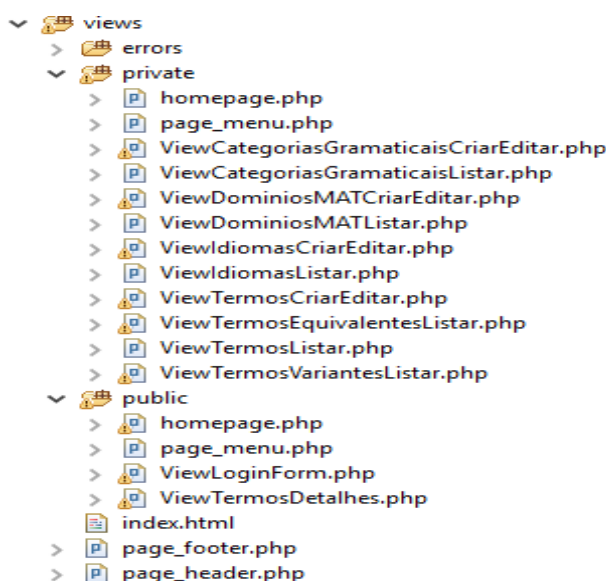 views
errors
private
homepage.php
page_menu.php
ViewCategoriasGramaticaisCriarEditar.php
ViewCategoriasGramaticaisListar.php
ViewDominiosMATCriarEditar.php
ViewDominiosMATListar.php
ViewIdiomasCriarEditar.php
ViewIdiomasListar.php
ViewTermosCriarEditar.php
ViewTermosEquivalentesListar.php
ViewTermosListar.php
ViewTermosVariantesListar.php
public
homepage.php
page_menu.php
ViewLoginForm.php
ViewTermosDetalhes.php
index.html
page_footer.php
page_header.php